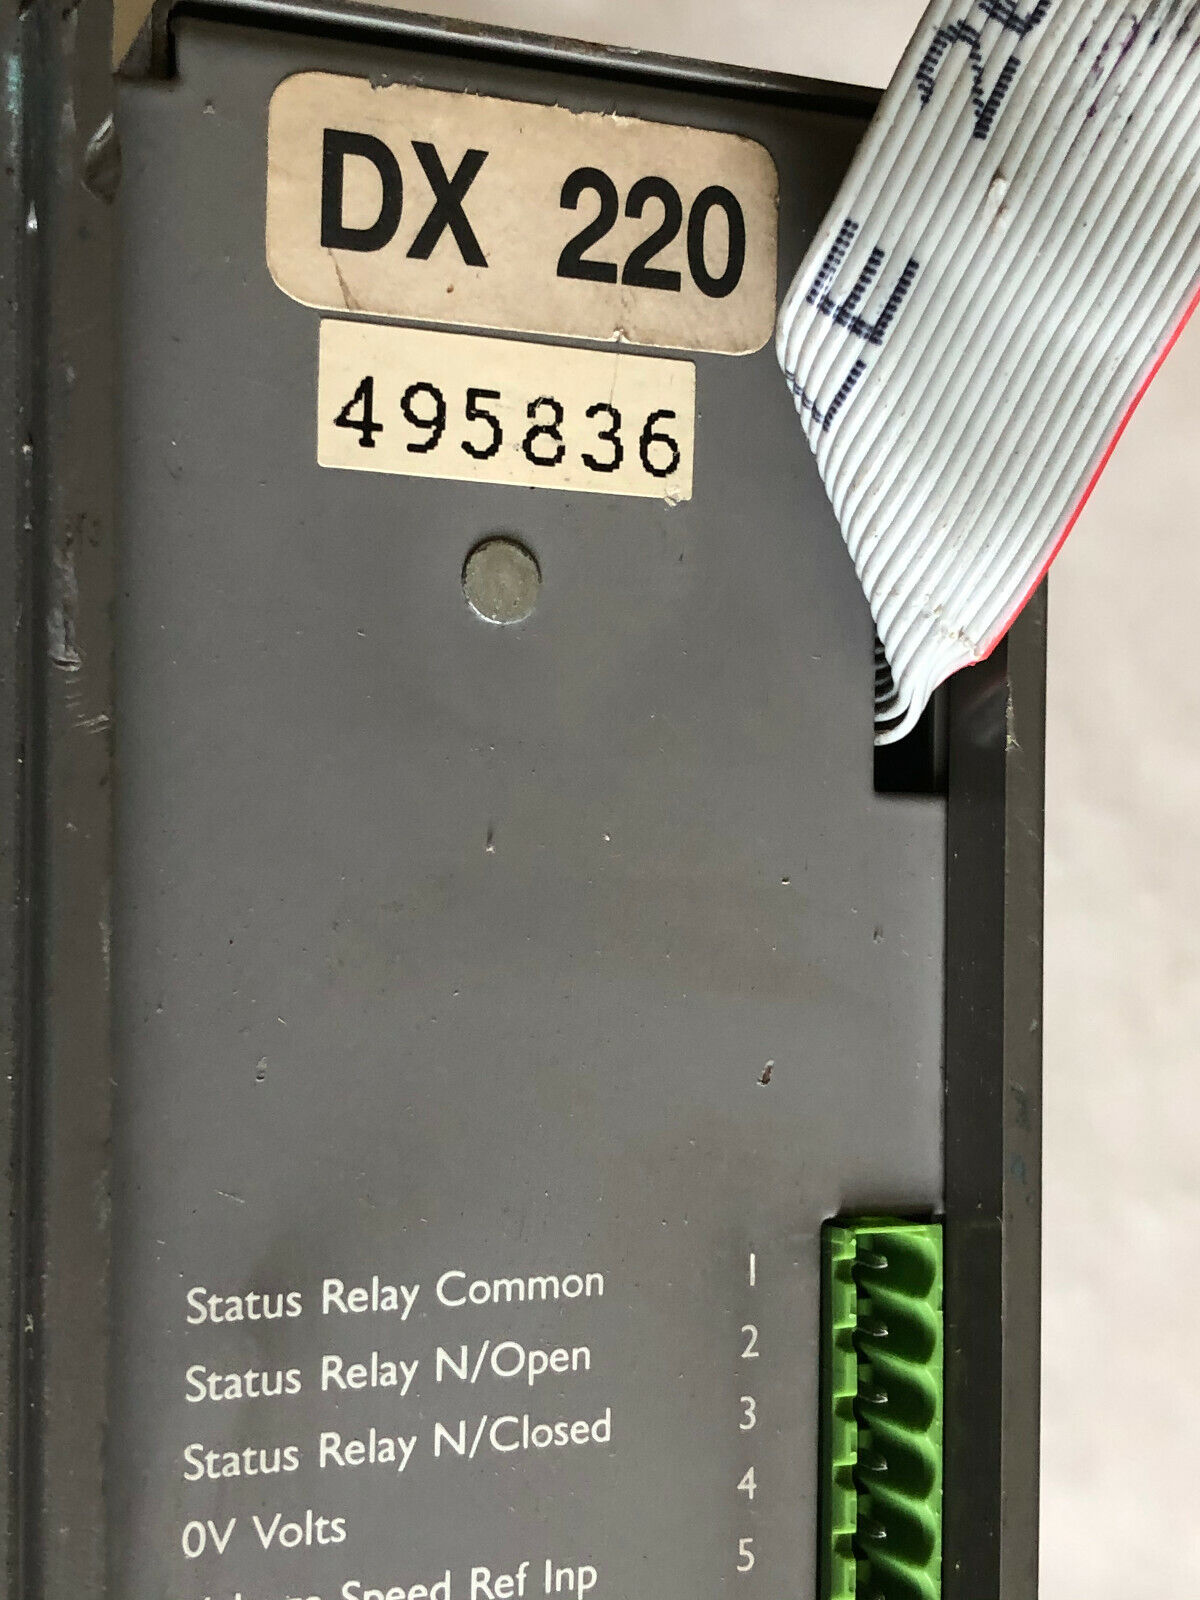 DX 220
495836
Status Relay Common 1
Status Relay N/Open 2
Status Relay N/Closed 3
0V Volts 4
Speed Ref Inp 5